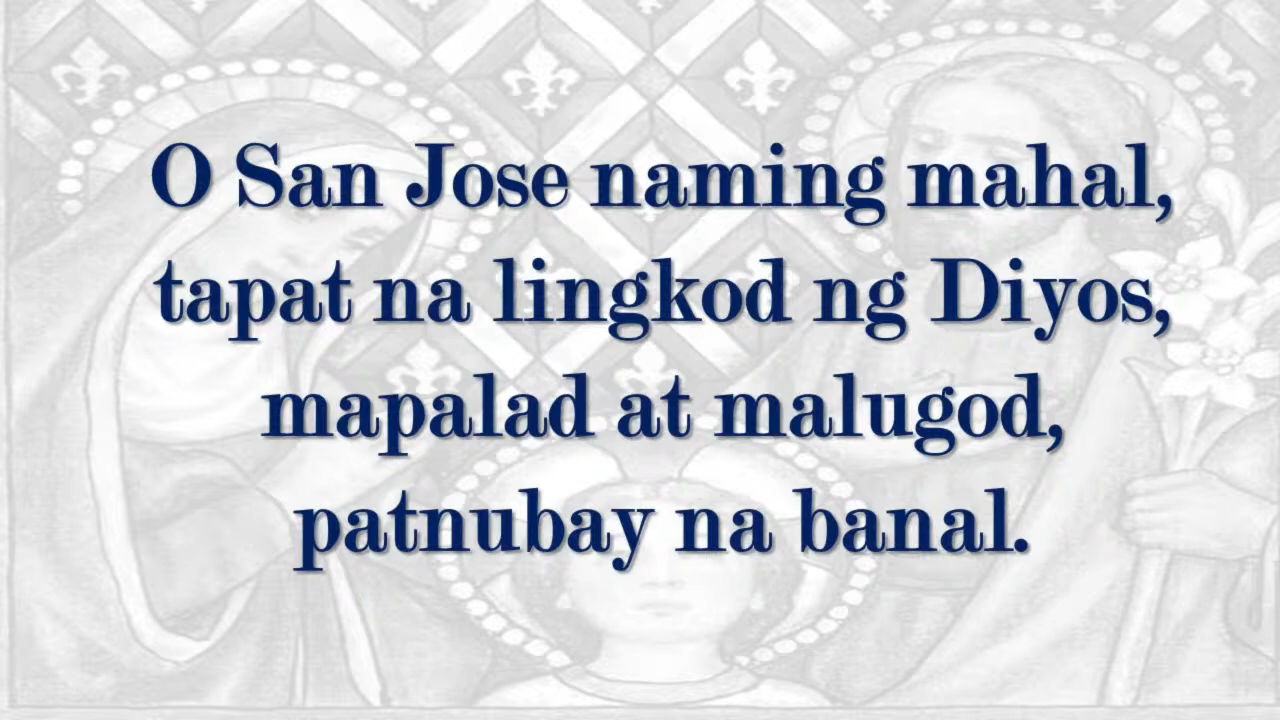 O San Jose naming mahal,
tapat na lingkod ng Diyos,
mapalad at malugod,
patnubay na banal.